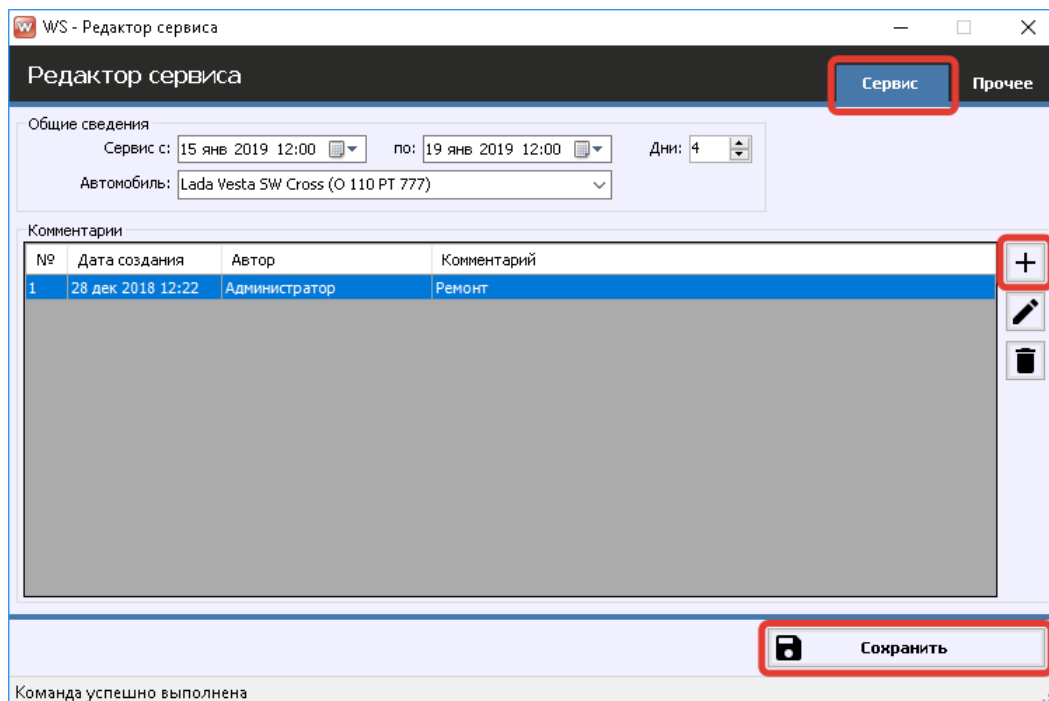 WS - Редактор сервиса
Редактор сервиса
Сервис
Прочее
Общие сведения
Сервис с: 15 янв 2019 12:00 по: 19 янв 2019 12:00 Дни: 4
Автомобиль: Lada Vesta SW Cross (О 110 РТ 777)
Комментарии
№ Дата создания Автор Комментарий
1 28 дек 2018 12:22 Администратор Ремонт
Сохранить
Команда успешно выполнена